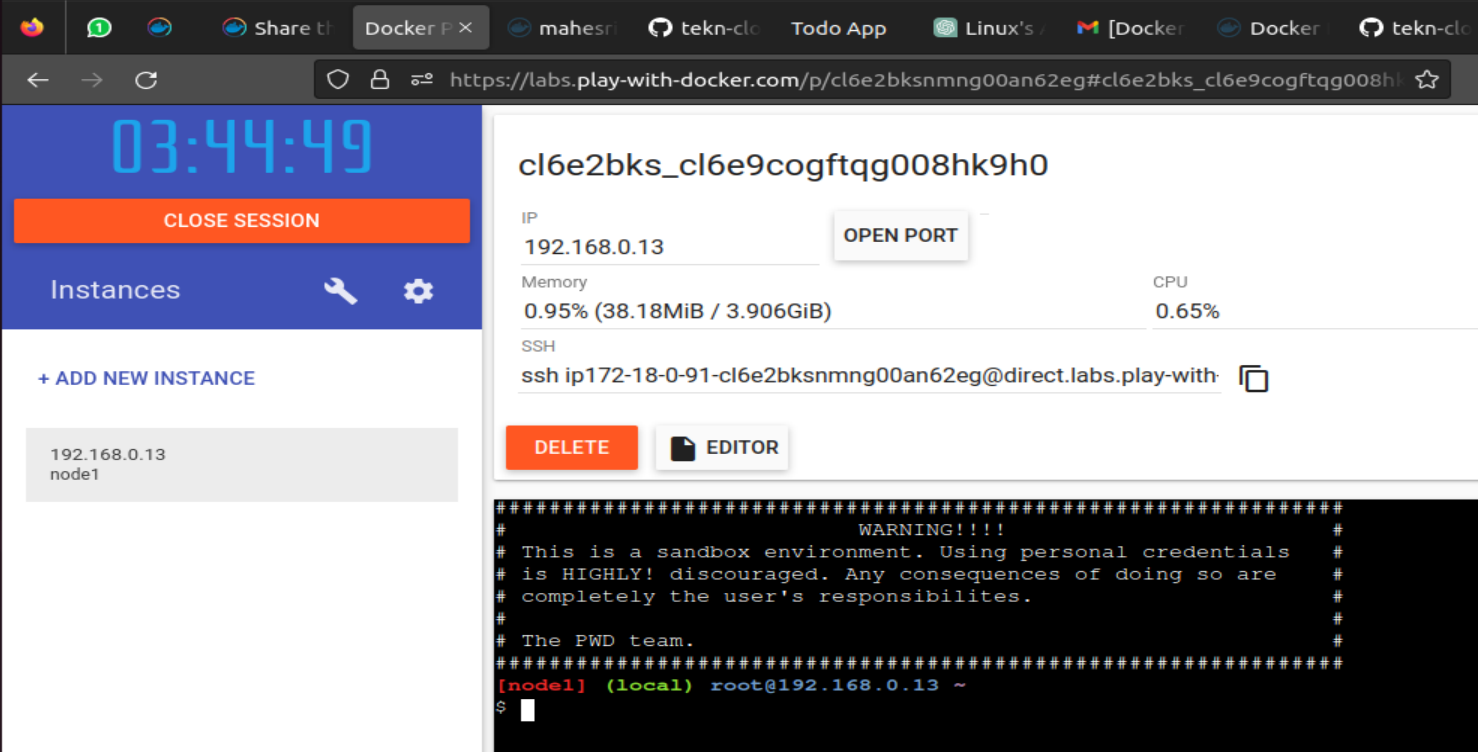 1
Share th
Docker P
mahesri
tekn-clo
Todo App
Linux's
[Docker
Docker
tekn-clo
https://labs.play-with-docker.com/p/cl6e2bksnmng00an62eg#cl6e2bks_cl6e9cogftqg008hk
03:44:49
CLOSE SESSION
Instances
+ ADD NEW INSTANCE
192.168.0.13
node1
cl6e2bks_cl6e9cogftqg008hk9h0
IP
192.168.0.13
OPEN PORT
Memory
0.95% (38.18MiB / 3.906GiB)
CPU
0.65%
SSH
ssh ip172-18-0-91-cl6e2bksnmng00an62eg@direct.labs.play-with-
DELETE
EDITOR
###############################################################
#                          WARNING!!!!                        #
# This is a sandbox environment. Using personal credentials   #
# is HIGHLY! discouraged. Any consequences of doing so are    #
# completely the user's responsibilites.                      #
#                                                             #
# The PWD team.                                               #
###############################################################
[node1] (local) root@192.168.0.13 ~
$